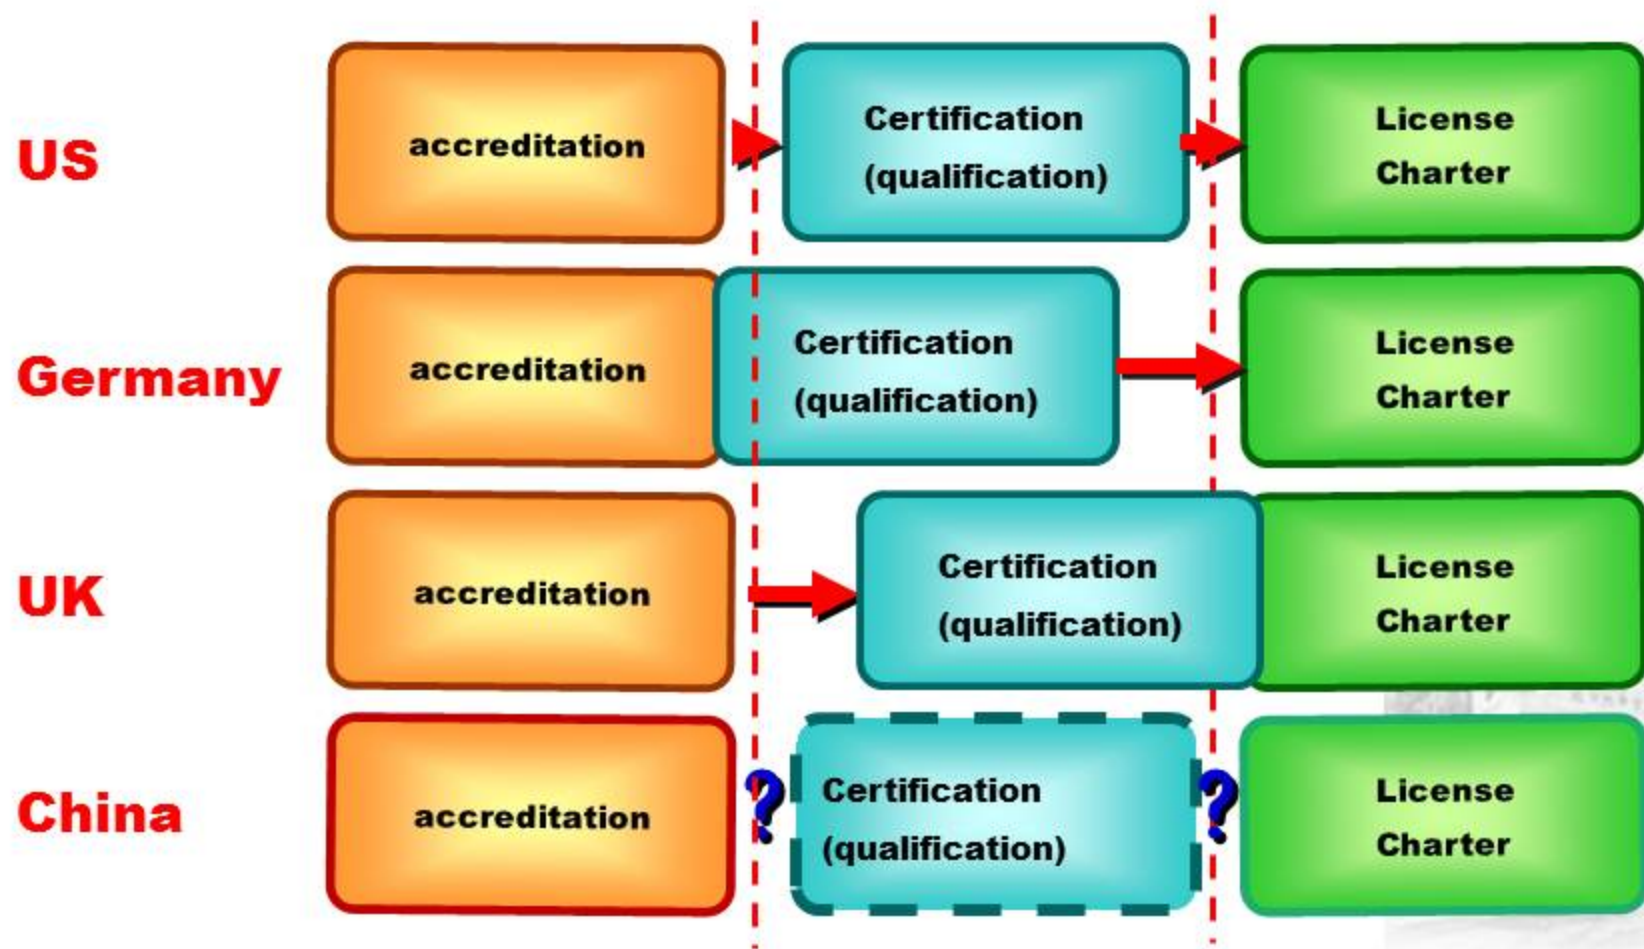 US
accreditation
Certification
(qualification)
License
Charter
Germany
accreditation
Certification
(qualification)
License
Charter
UK
accreditation
Certification
(qualification)
License
Charter
China
accreditation
?
Certification
(qualification)
?
License
Charter